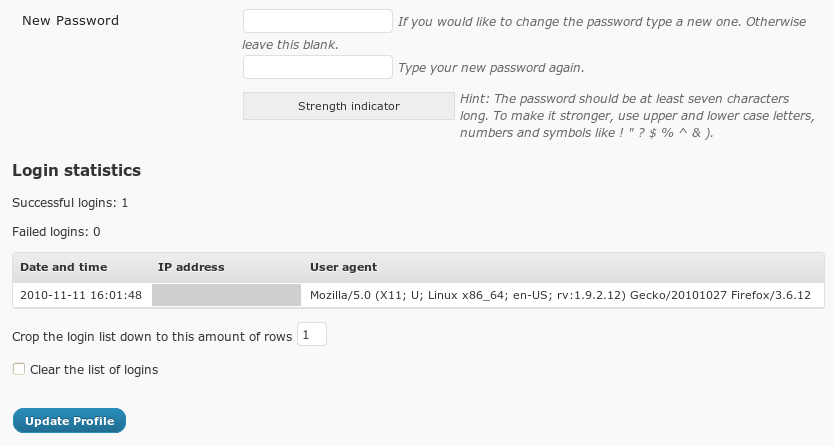 New Password
If you would like to change the password type a new one. Otherwise
leave this blank.
Type your new password again.
Strength indicator
Hint: The password should be at least seven characters
long. To make it stronger, use upper and lower case letters,
numbers and symbols like ! " ? $ % ^ & ).
Login statistics
Successful logins: 1
Failed logins: 0
Date and time IP address User agent
2010-11-11 16:01:48 Mozilla/5.0 (X11; U; Linux x86_64; en-US; rv:1.9.2.12) Gecko/20101027 Firefox/3.6.12
Crop the login list down to this amount of rows 1
Clear the list of logins
Update Profile